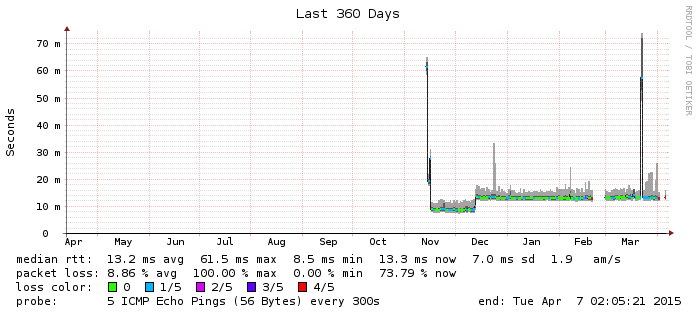 Last 360 Days
RRDTOOL / TOBI OETIKER
Seconds
70 m
60 m
50 m
40 m
30 m
20 m
10 m
0
Apr May Jun Jul Aug Sep Oct Nov Dec Jan Feb Mar
median rtt: 13.2 ms avg 61.5 ms max 8.5 ms min 13.3 ms now 7.0 ms sd 1.9 am/s
packet loss: 8.86 % avg 100.00 % max 0.00 % min 73.79 % now
loss color: 0 1/5 2/5 3/5 4/5
probe: 5 ICMP Echo Pings (56 Bytes) every 300s end: Tue Apr 7 02:05:21 2015